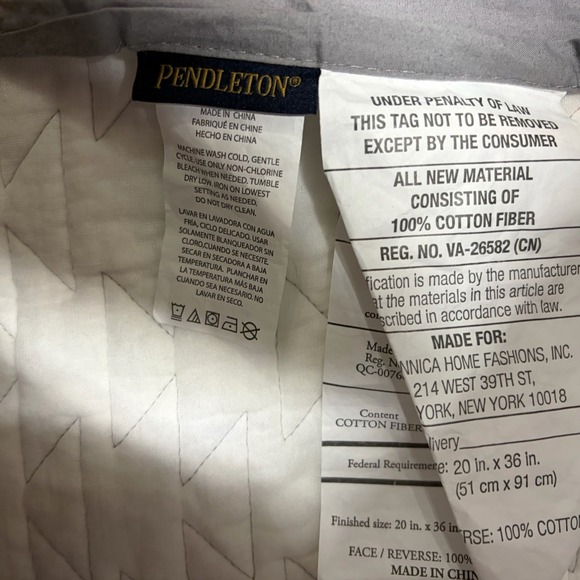 PENDLETON®
MADE IN CHINA
FABRIQUÉ EN CHINE
HECHO EN CHINA
MACHINE WASH COLD, GENTLE
CYCLE, USE ONLY NON-CHLORINE
BLEACH WHEN NEEDED, TUMBLE
DRY LOW, IRON ON LOWEST
SETTING AS NEEDED,
DO NOT DRY CLEAN.
LAVAR EN LAVADORA CON AGUA
FRÍA, CICLO DELICADO, USAR
SOLAMENTE BLANQUEADOR SIN
CLORO, CUANDO SE NECESITE,
SECAR EN SECADORA A BAJA
TEMPERATURA, PLANCHAR EN
LA TEMPERATURA MÁS BAJA
CUANDO SEA NECESARIO. NO
LAVAR EN SECO.
UNDER PENALTY OF LAW
THIS TAG NOT TO BE REMOVED
EXCEPT BY THE CONSUMER
ALL NEW MATERIAL
CONSISTING OF
100% COTTON FIBER
REG. NO. VA-26582 (CN)
fication is made by the manufacturer
at the materials in this article are
scribed in accordance with law.
MADE FOR:
NNICA HOME FASHIONS, INC.
214 WEST 39TH ST,
YORK, NEW YORK 10018
livery
e: 20 in. x 36 in.
(51 cm x 91 cm)
RSE: 100% COTTO
Made
Reg. N
QC-0076
Content
COTTON FIBER
Federal Requireme
Finished size: 20 in. x 36 in.
FACE / REVERSE: 100%
MADE IN CHIN